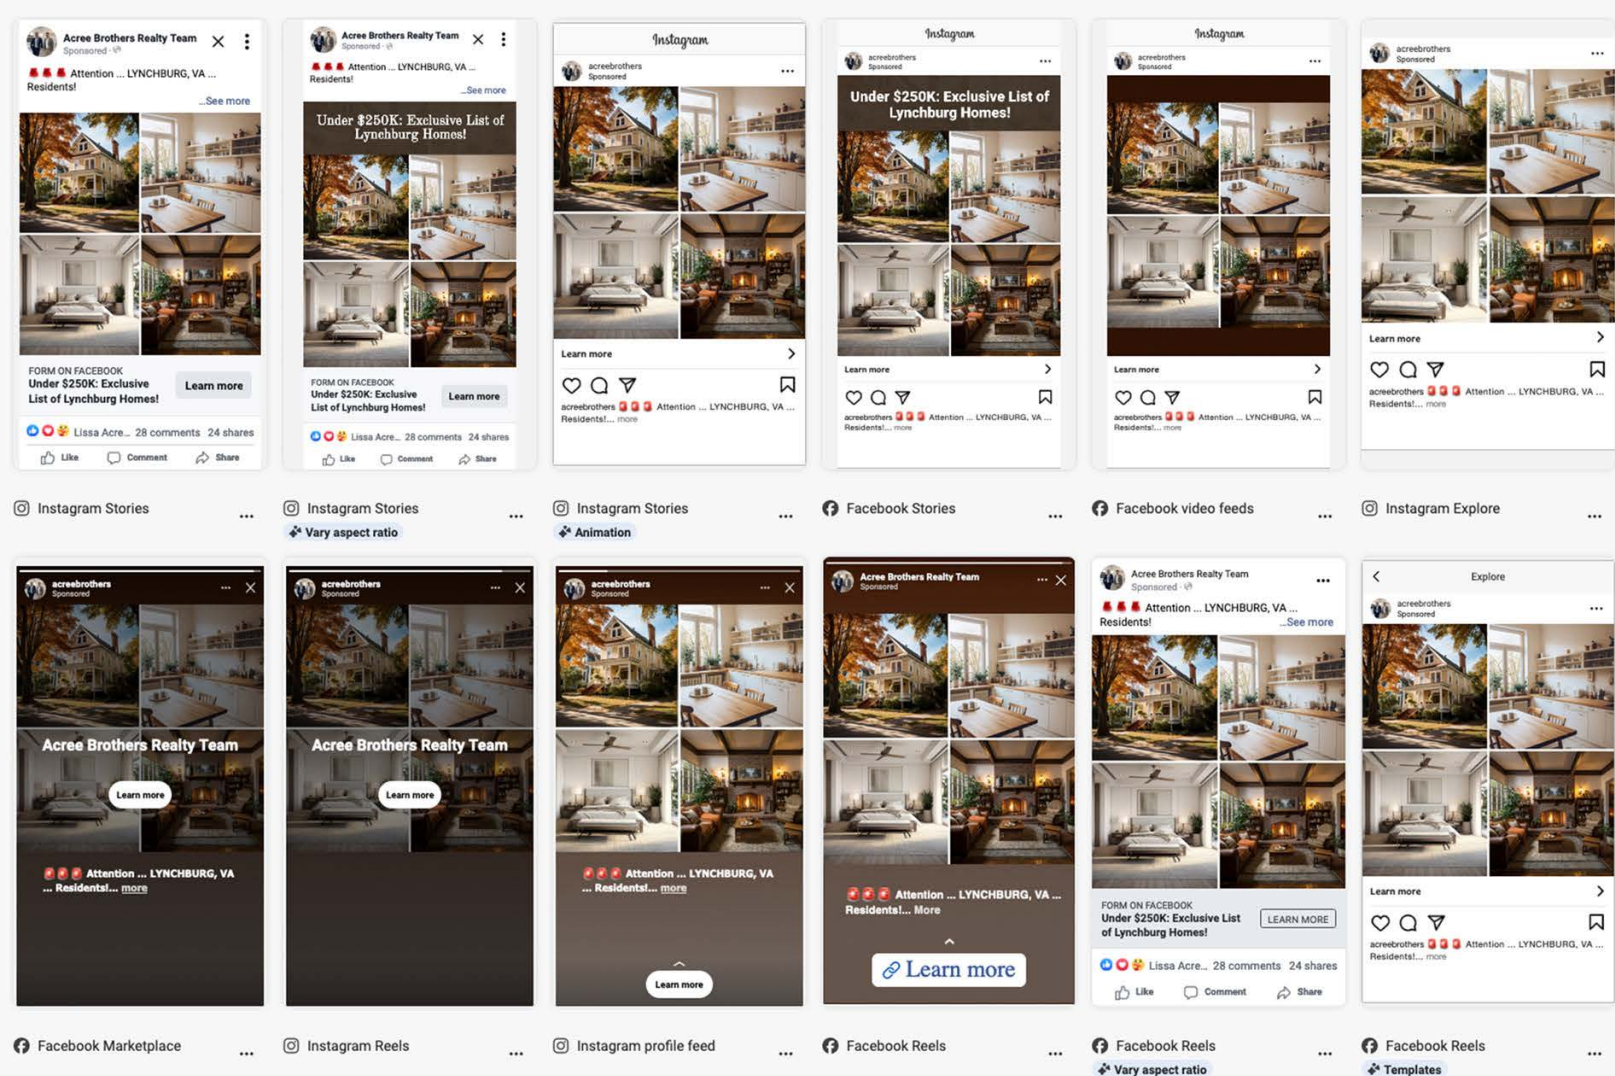 Acree Brothers Realty Team
Sponsored ·
🚨🚨🚨 Attention ... LYNCHBURG, VA ...
Residents!
...See more
FORM ON FACEBOOK
Under $250K: Exclusive
List of Lynchburg Homes!
Learn more
Lissa Acre... 28 comments 24 shares
Like Comment Share
Acree Brothers Realty Team
Sponsored ·
🚨🚨🚨 Attention ... LYNCHBURG, VA ...
Residents!
...See more
Under $250K: Exclusive List of
Lynchburg Homes!
FORM ON FACEBOOK
Under $250K: Exclusive
List of Lynchburg Homes!
Learn more
Lissa Acre... 28 comments 24 shares
Like Comment Share
Instagram
acreebrothers
Sponsored
Learn more
acreebrothers 🚨🚨🚨 Attention ... LYNCHBURG, VA ...
Residents!... more
Instagram
acreebrothers
Sponsored
Under $250K: Exclusive List of
Lynchburg Homes!
Learn more
acreebrothers 🚨🚨🚨 Attention ... LYNCHBURG, VA ...
Residents!... more
Instagram
acreebrothers
Sponsored
Learn more
acreebrothers 🚨🚨🚨 Attention ... LYNCHBURG, VA ...
Residents!... more
acreebrothers
Sponsored
Learn more
acreebrothers 🚨🚨🚨 Attention ... LYNCHBURG, VA ...
Residents!... more
Instagram Stories
Instagram Stories
Vary aspect ratio
Instagram Stories
Animation
Facebook Stories
Facebook video feeds
Instagram Explore
acreebrothers
Sponsored
Acree Brothers Realty Team
Learn more
🚨🚨🚨 Attention ... LYNCHBURG, VA
... Residents!... more
acreebrothers
Sponsored
Acree Brothers Realty Team
Learn more
acreebrothers
Sponsored
🚨🚨🚨 Attention ... LYNCHBURG, VA
... Residents!... more
Learn more
Acree Brothers Realty Team
Sponsored
🚨🚨🚨 Attention ... LYNCHBURG, VA ...
Residents!... More
Learn more
Acree Brothers Realty Team
Sponsored ·
🚨🚨🚨 Attention ... LYNCHBURG, VA ...
Residents!
...See more
FORM ON FACEBOOK
Under $250K: Exclusive List
of Lynchburg Homes!
LEARN MORE
Lissa Acre... 28 comments 24 shares
Like Comment Share
Explore
acreebrothers
Sponsored
Learn more
acreebrothers 🚨🚨🚨 Attention ... LYNCHBURG, VA ...
Residents!... more
Facebook Marketplace
Instagram Reels
Instagram profile feed
Facebook Reels
Facebook Reels
Vary aspect ratio
Facebook Reels
Templates